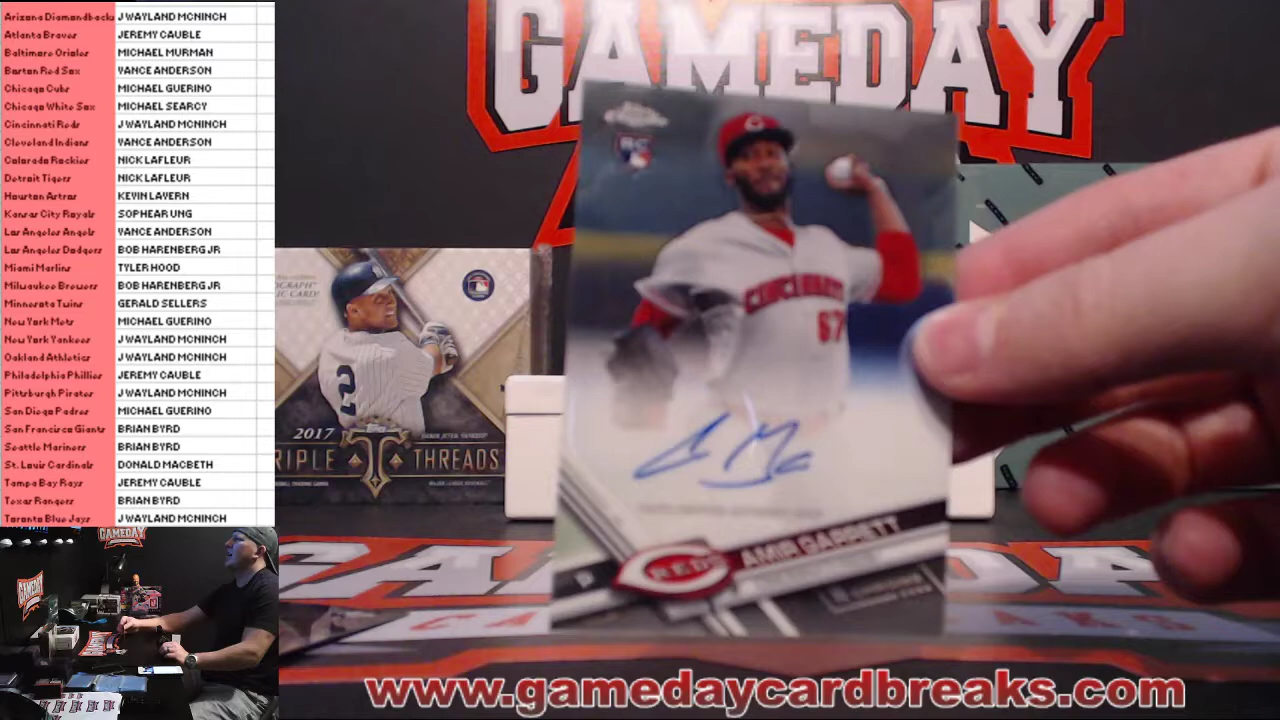 Arizona Diamondbacks J WAYLAND MCNINCH
Atlanta Braves JEREMY CAUBLE
Baltimore Orioles MICHAEL MURMAN
Boston Red Sox VANCE ANDERSON
Chicago Cubs MICHAEL GUERINO
Chicago White Sox MICHAEL SEARCY
Cincinnati Reds J WAYLAND MCNINCH
Cleveland Indians VANCE ANDERSON
Colorado Rockies NICK LAFLEUR
Detroit Tigers NICK LAFLEUR
Houston Astros KEVIN LAVERN
Kansas City Royals SOPHEAR UNG
Los Angeles Angels VANCE ANDERSON
Los Angeles Dodgers BOB HARENBERG JR
Miami Marlins TYLER HOOD
Milwaukee Brewers BOB HARENBERG JR
Minnesota Twins GERALD SELLERS
New York Mets MICHAEL GUERINO
New York Yankees J WAYLAND MCNINCH
Oakland Athletics J WAYLAND MCNINCH
Philadelphia Phillies JEREMY CAUBLE
Pittsburgh Pirates J WAYLAND MCNINCH
San Diego Padres MICHAEL GUERINO
San Francisco Giants BRIAN BYRD
Seattle Mariners BRIAN BYRD
St. Louis Cardinals DONALD MACBETH
Tampa Bay Rays JEREMY CAUBLE
Texas Rangers BRIAN BYRD
Toronto Blue Jays J WAYLAND MCNINCH
GAMEDAY
RC
C
CINCINNATI
67
REDS
AMIR GARRETT
2
2017
TRIPLE THREADS
GAMEDAY
GAMEDAY
www.gamedaycardbreaks.com